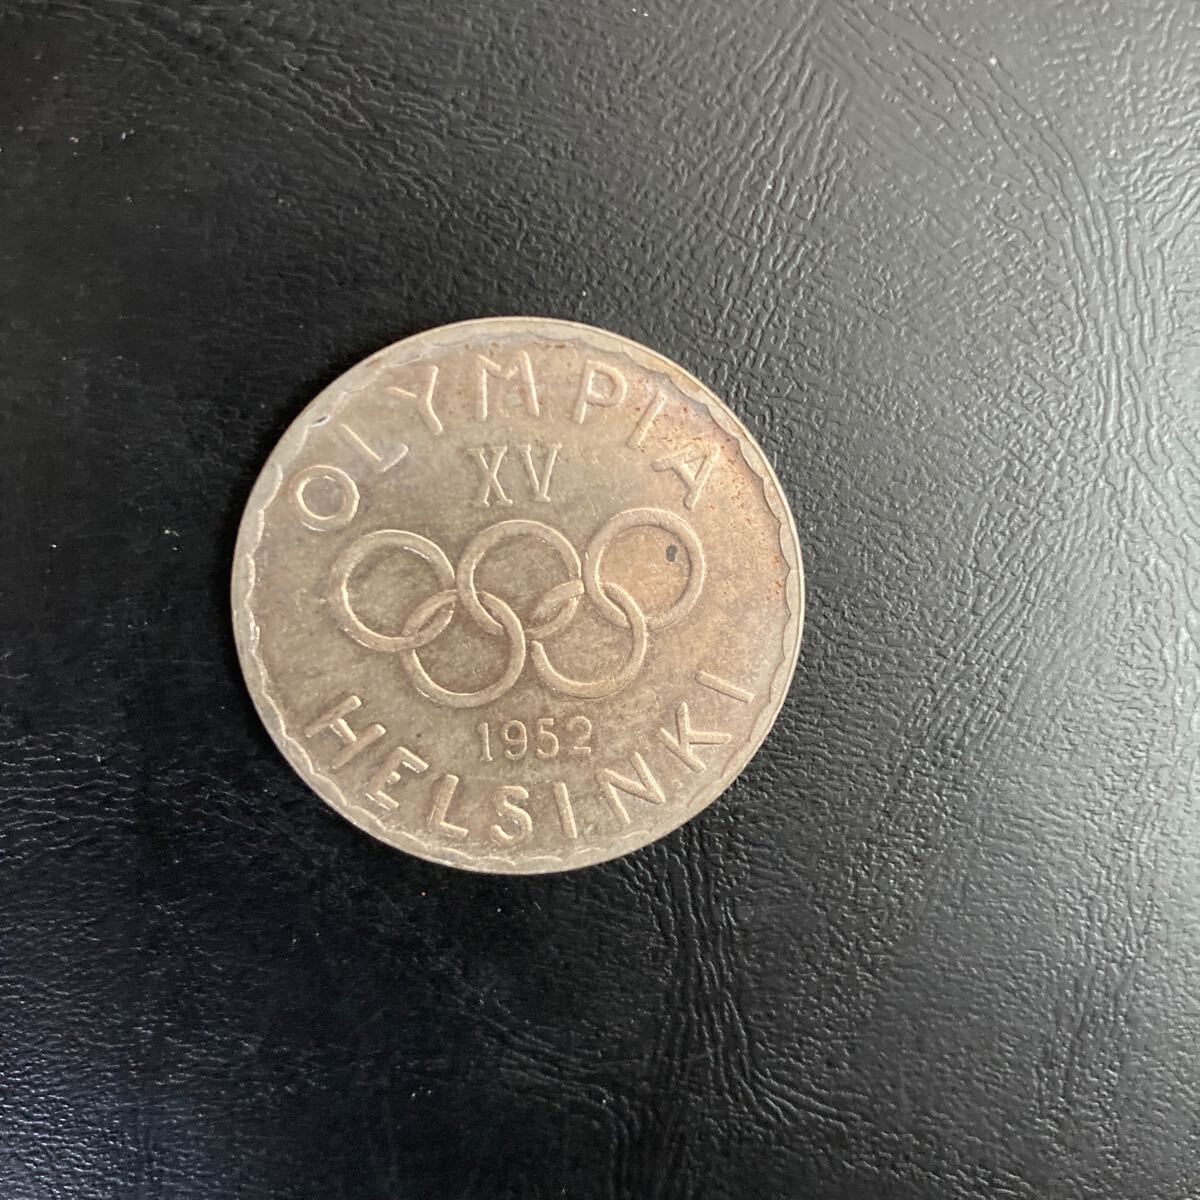 OLYMPIA
XV
1952
HELSINKI